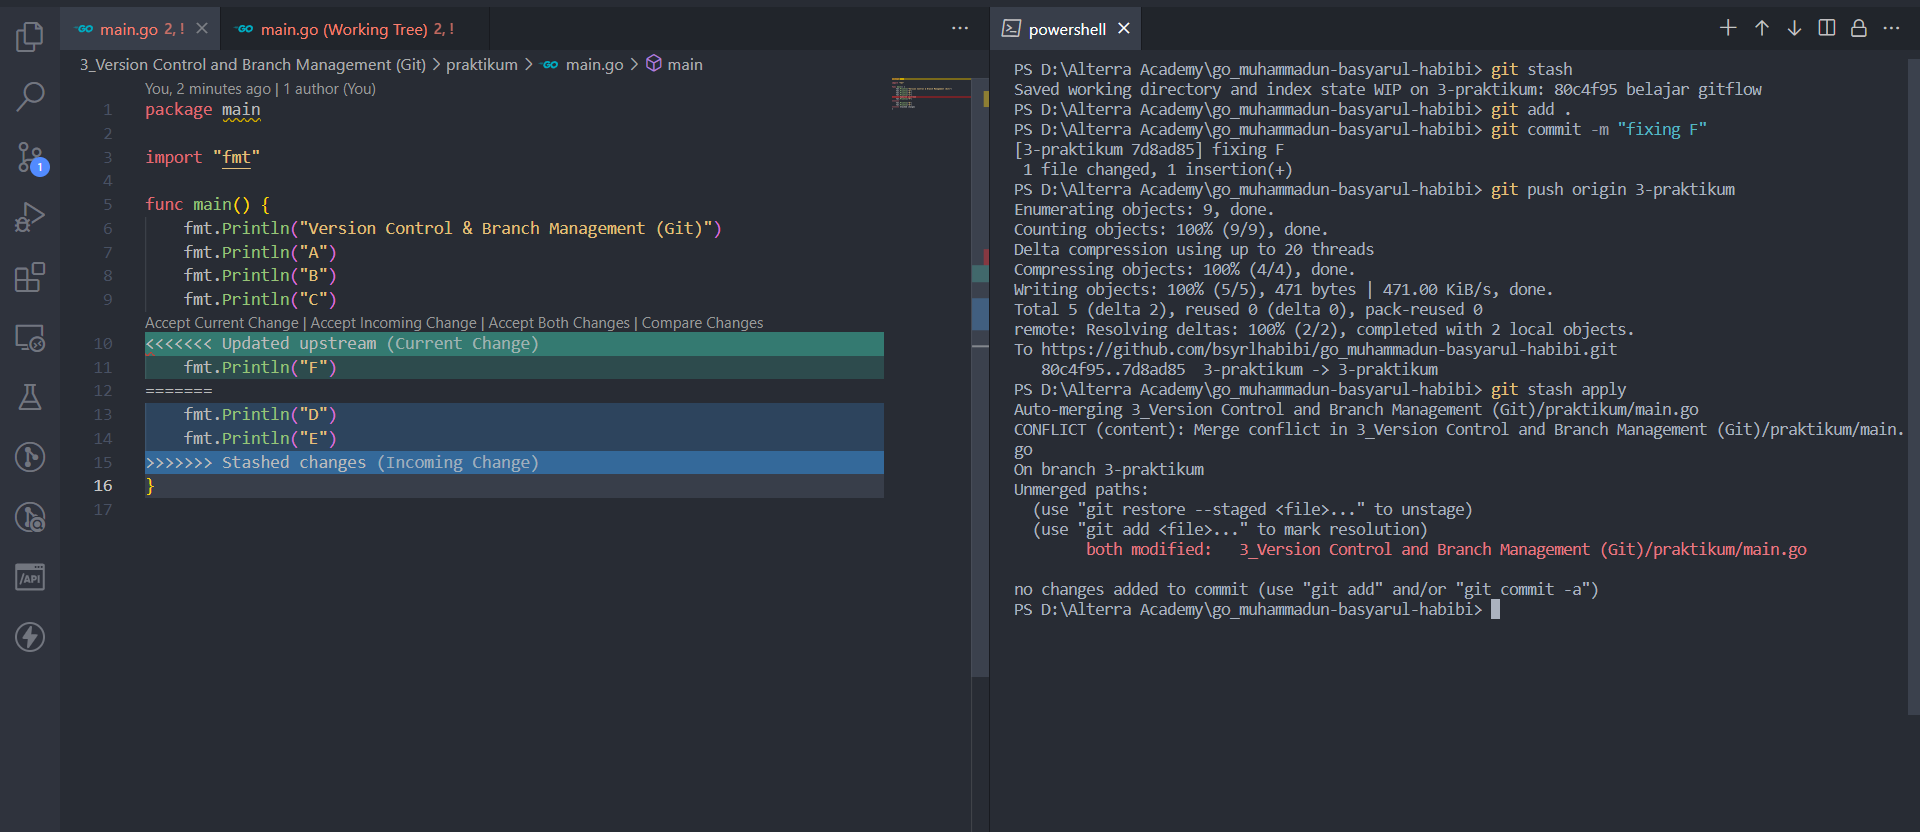 GO main.go 2, !
GO main.go (Working Tree) 2, !
3_Version Control and Branch Management (Git) > praktikum > GO main.go > main
You, 2 minutes ago | 1 author (You)
1 package main
2
3 import "fmt"
4
5 func main() {
6 fmt.Println("Version Control & Branch Management (Git)")
7 fmt.Println("A")
8 fmt.Println("B")
9 fmt.Println("C")
Accept Current Change | Accept Incoming Change | Accept Both Changes | Compare Changes
10 <<<<<<< Updated upstream (Current Change)
11 fmt.Println("F")
12 =======
13 fmt.Println("D")
14 fmt.Println("E")
15 >>>>>>> Stashed changes (Incoming Change)
16 }
17
1
/API
powershell
PS D:\Alterra Academy\go_muhammadun-basyarul-habibi> git stash
Saved working directory and index state WIP on 3-praktikum: 80c4f95 belajar gitflow
PS D:\Alterra Academy\go_muhammadun-basyarul-habibi> git add .
PS D:\Alterra Academy\go_muhammadun-basyarul-habibi> git commit -m "fixing F"
[3-praktikum 7d8ad85] fixing F
1 file changed, 1 insertion(+)
PS D:\Alterra Academy\go_muhammadun-basyarul-habibi> git push origin 3-praktikum
Enumerating objects: 9, done.
Counting objects: 100% (9/9), done.
Delta compression using up to 20 threads
Compressing objects: 100% (4/4), done.
Writing objects: 100% (5/5), 471 bytes | 471.00 KiB/s, done.
Total 5 (delta 2), reused 0 (delta 0), pack-reused 0
remote: Resolving deltas: 100% (2/2), completed with 2 local objects.
To https://github.com/bsyrlhabibi/go_muhammadun-basyarul-habibi.git
80c4f95..7d8ad85  3-praktikum -> 3-praktikum
PS D:\Alterra Academy\go_muhammadun-basyarul-habibi> git stash apply
Auto-merging 3_Version Control and Branch Management (Git)/praktikum/main.go
CONFLICT (content): Merge conflict in 3_Version Control and Branch Management (Git)/praktikum/main.
go
On branch 3-praktikum
Unmerged paths:
(use "git restore --staged <file>..." to unstage)
(use "git add <file>..." to mark resolution)
both modified:   3_Version Control and Branch Management (Git)/praktikum/main.go
no changes added to commit (use "git add" and/or "git commit -a")
PS D:\Alterra Academy\go_muhammadun-basyarul-habibi>